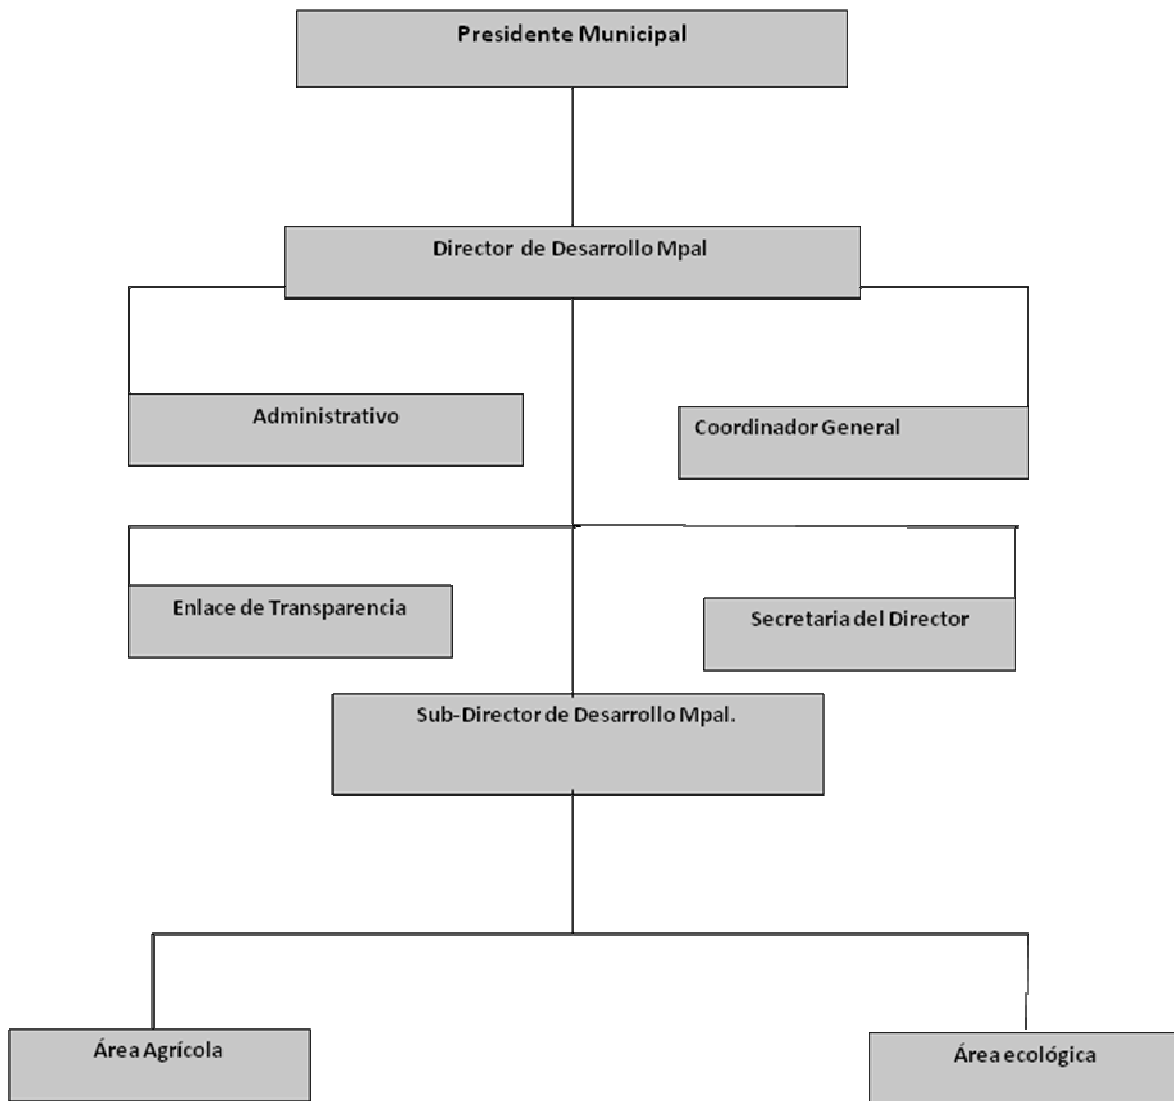 Presidente Municipal
Director de Desarrollo Mpal
Administrativo
Coordinador General
Enlace de Transparencia
Secretaria del Director
Sub-Director de Desarrollo Mpal.
Área Agrícola
Área ecológica